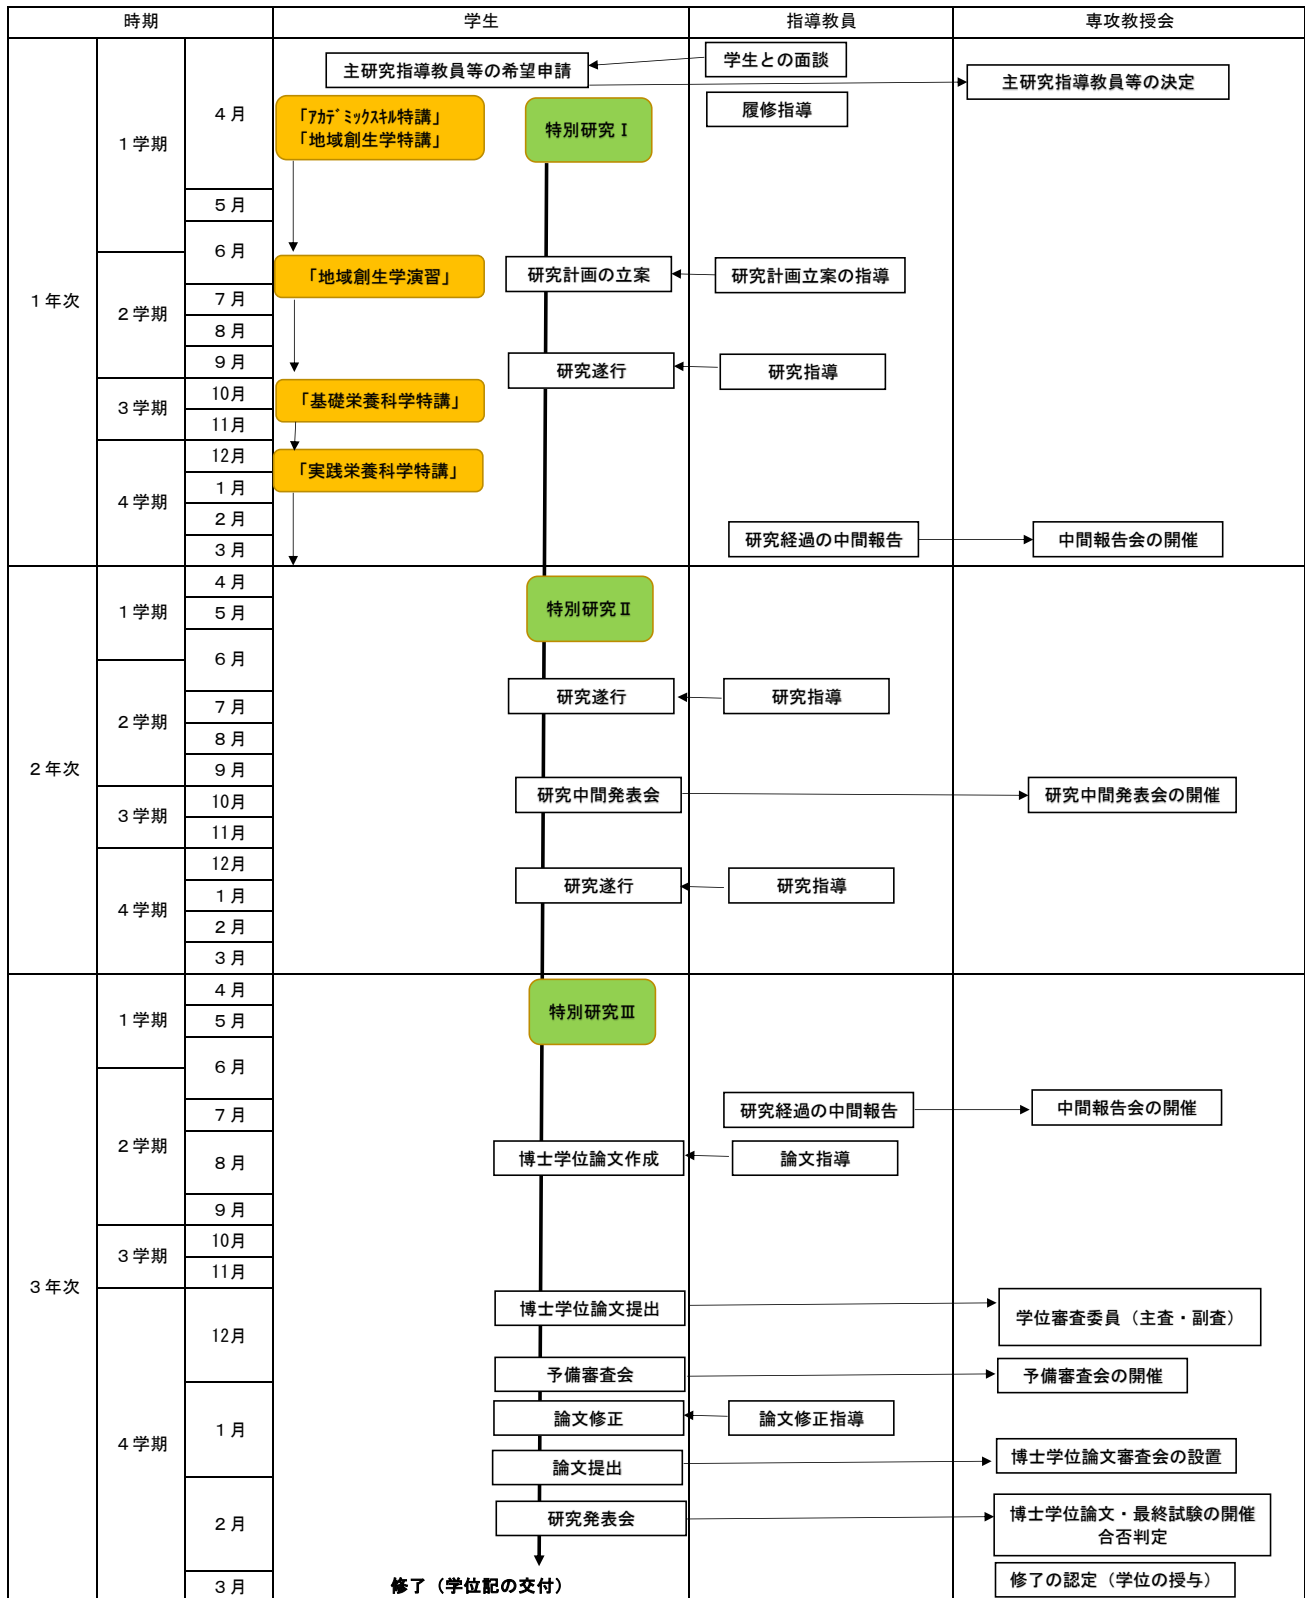 時期
学生
指導教員
専攻教授会
1年次
1学期
4月
主研究指導教員等の希望申請
学生との面談
主研究指導教員等の決定
「アカデミックスキル特講」
「地域創生学特講」
特別研究Ⅰ
履修指導
5月
6月
2学期
「地域創生学演習」
研究計画の立案
研究計画立案の指導
7月
8月
9月
研究遂行
研究指導
3学期
10月
「基礎栄養科学特講」
11月
4学期
12月
「実践栄養科学特講」
1月
2月
3月
研究経過の中間報告
中間報告会の開催
2年次
1学期
4月
特別研究Ⅱ
5月
6月
2学期
研究遂行
研究指導
7月
8月
9月
3学期
10月
研究中間発表会
研究中間発表会の開催
11月
4学期
12月
研究遂行
研究指導
1月
2月
3月
3年次
1学期
4月
特別研究Ⅲ
5月
6月
2学期
7月
研究経過の中間報告
中間報告会の開催
8月
博士学位論文作成
論文指導
9月
3学期
10月
11月
4学期
12月
博士学位論文提出
学位審査委員（主査・副査）
予備審査会
予備審査会の開催
1月
論文修正
論文修正指導
論文提出
博士学位論文審査会の設置
2月
研究発表会
博士学位論文・最終試験の開催
合否判定
3月
修了（学位記の交付）
修了の認定（学位の授与）